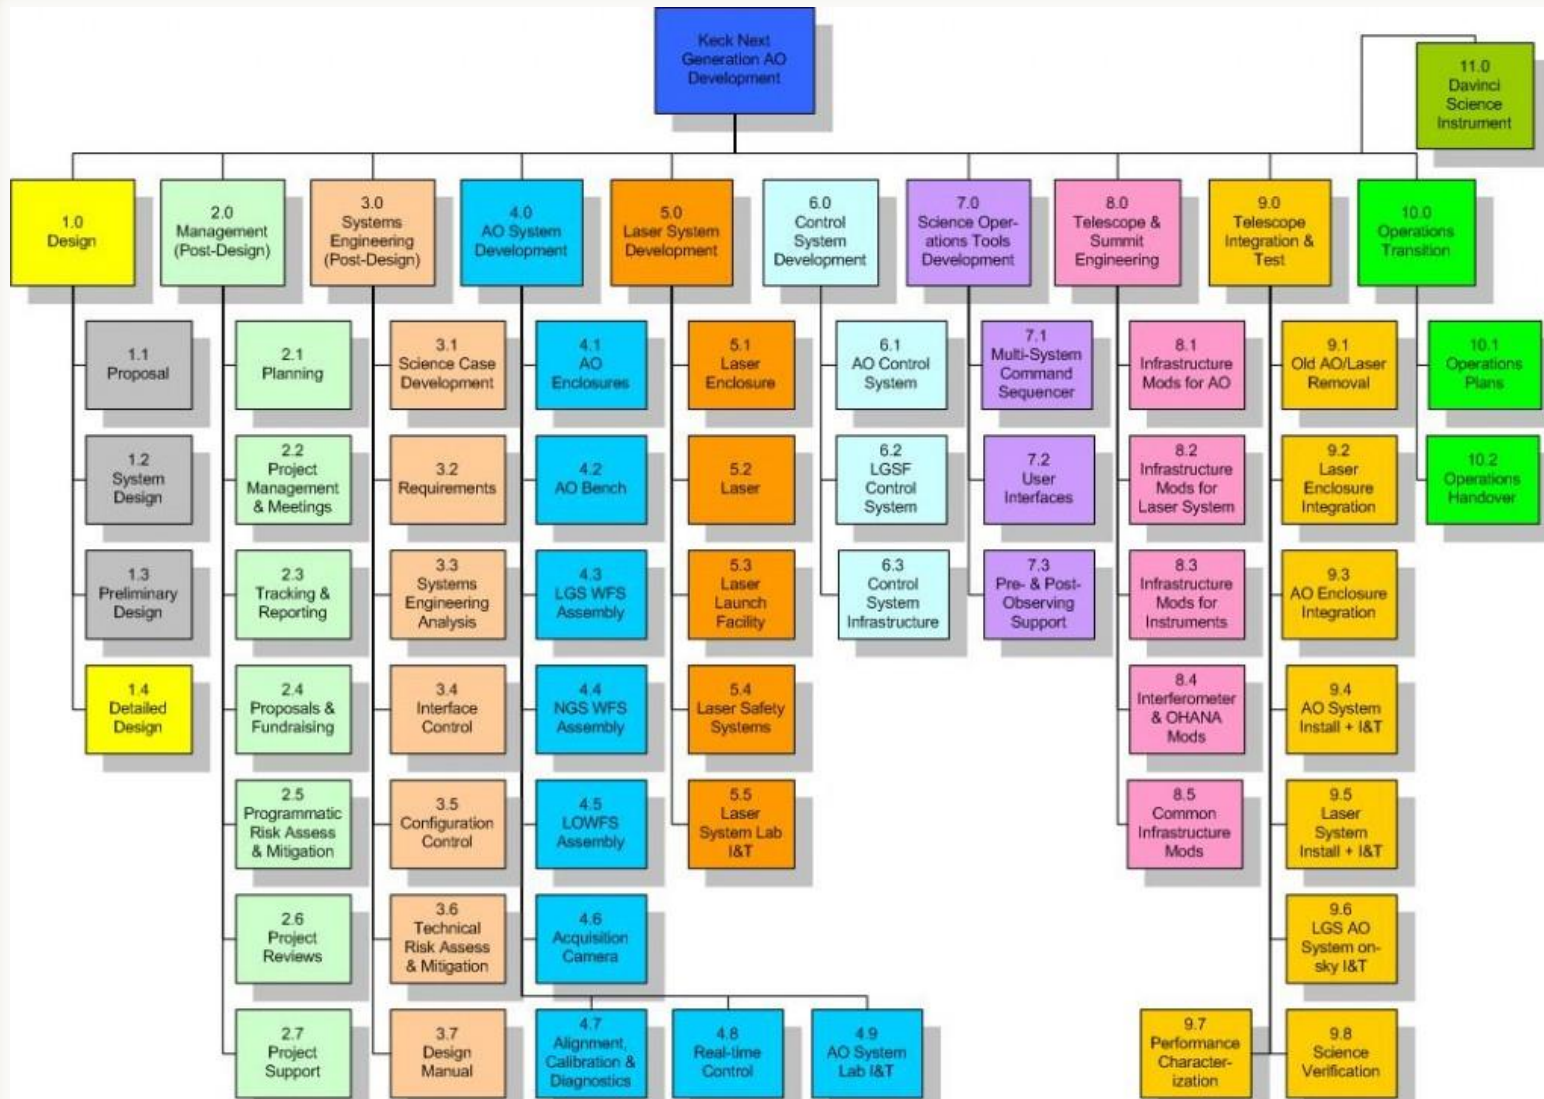 Keck Next
Generation AO
Development
11.0
Davinci
Science
Instrument
1.0
Design
2.0
Management
(Post-Design)
3.0
Systems
Engineering
(Post-Design)
4.0
AO System
Development
5.0
Laser System
Development
6.0
Control
System
Development
7.0
Science Oper-
ations Tools
Development
8.0
Telescope &
Summit
Engineering
9.0
Telescope
Integration &
Test
10.0
Operations
Transition
1.1
Proposal
2.1
Planning
3.1
Science Case
Development
4.1
AO
Enclosures
5.1
Laser
Enclosure
6.1
AO Control
System
7.1
Multi-System
Command
Sequencer
8.1
Infrastructure
Mods for AO
9.1
Old AO/Laser
Removal
10.1
Operations
Plans
1.2
System
Design
2.2
Project
Management
& Meetings
3.2
Requirements
4.2
AO Bench
5.2
Laser
6.2
LGSF
Control
System
7.2
User
Interfaces
8.2
Infrastructure
Mods for
Laser System
9.2
Laser
Enclosure
Integration
10.2
Operations
Handover
1.3
Preliminary
Design
2.3
Tracking &
Reporting
3.3
Systems
Engineering
Analysis
4.3
LGS WFS
Assembly
5.3
Laser
Launch
Facility
6.3
Control
System
Infrastructure
7.3
Pre- & Post-
Observing
Support
8.3
Infrastructure
Mods for
Instruments
9.3
AO Enclosure
Integration
1.4
Detailed
Design
2.4
Proposals &
Fundraising
3.4
Interface
Control
4.4
NGS WFS
Assembly
5.4
Laser Safety
Systems
8.4
Interferometer
& OHANA
Mods
9.4
AO System
Install + I&T
2.5
Programmatic
Risk Assess
& Mitigation
3.5
Configuration
Control
4.5
LOWFS
Assembly
5.5
Laser
System Lab
I&T
8.5
Common
Infrastructure
Mods
9.5
Laser
System
Install + I&T
2.6
Project
Reviews
3.6
Technical
Risk Assess
& Mitigation
4.6
Acquisition
Camera
9.6
LGS AO
System on-
sky I&T
2.7
Project
Support
3.7
Design
Manual
4.7
Alignment,
Calibration &
Diagnostics
4.8
Real-time
Control
4.9
AO System
Lab I&T
9.7
Performance
Character-
ization
9.8
Science
Verification